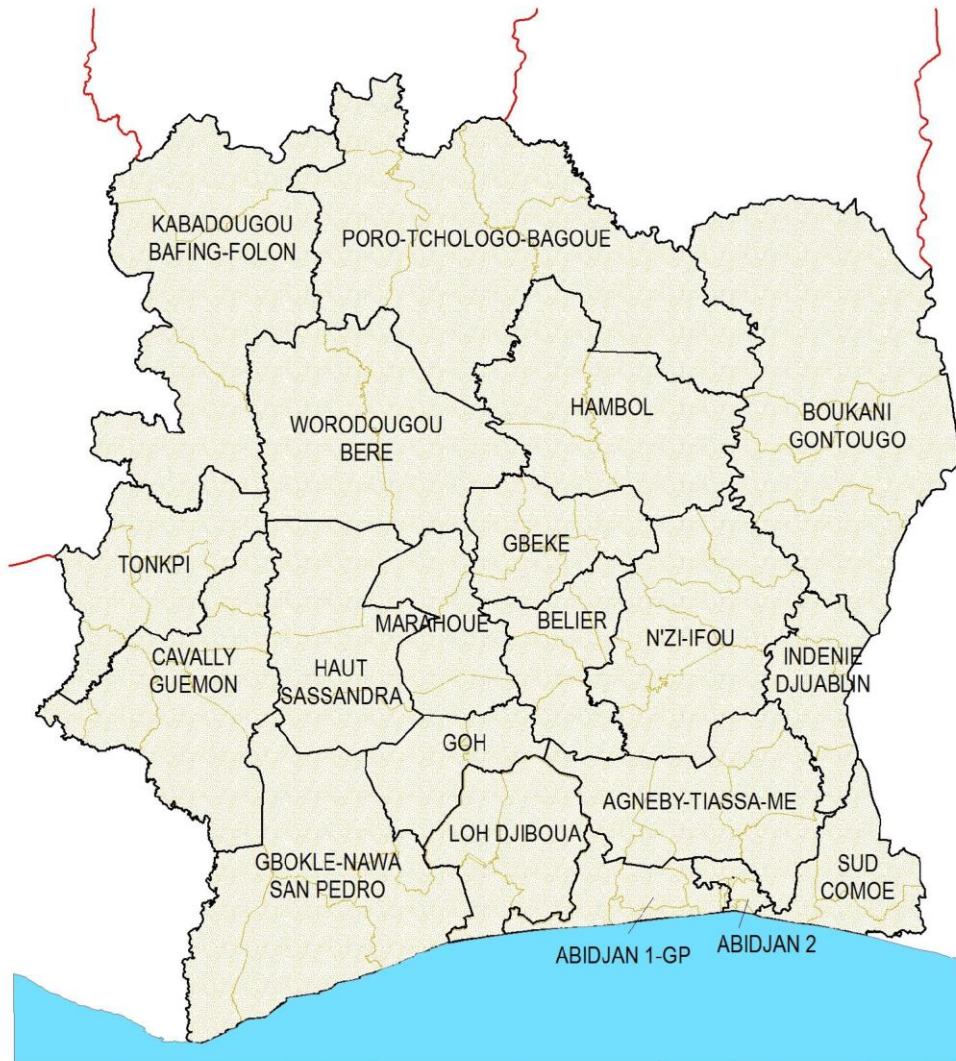 KABADOUGOU
BAFING-FOLON
PORO-TCHOLOGO-BAGOUE
WORODOUGOU
BERE
HAMBOL
BOUKANI
GONTOUGO
TONKPI
GBEKE
CAVALLY
GUEMON
HAUT
SASSANDRA
MARAHOUE
BELIER
N'ZI-IFOU
INDENIE
DJUABLIN
GOH
AGNEBY-TIASSA-ME
LOH DJIBOUA
GBOKLE-NAWA
SAN PEDRO
SUD
COMOE
ABIDJAN 1-GP
ABIDJAN 2